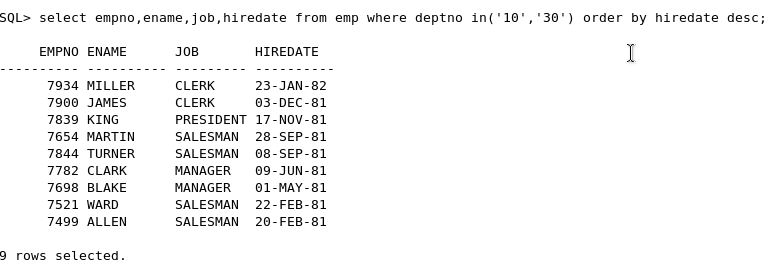 SQL> select empno,ename,job,hiredate from emp where deptno in('10','30') order by hiredate desc;
EMPNO ENAME JOB HIREDATE
---------- ---------- --------- ----------
7934 MILLER CLERK 23-JAN-82
7900 JAMES CLERK 03-DEC-81
7839 KING PRESIDENT 17-NOV-81
7654 MARTIN SALESMAN 28-SEP-81
7844 TURNER SALESMAN 08-SEP-81
7782 CLARK MANAGER 09-JUN-81
7698 BLAKE MANAGER 01-MAY-81
7521 WARD SALESMAN 22-FEB-81
7499 ALLEN SALESMAN 20-FEB-81
9 rows selected.